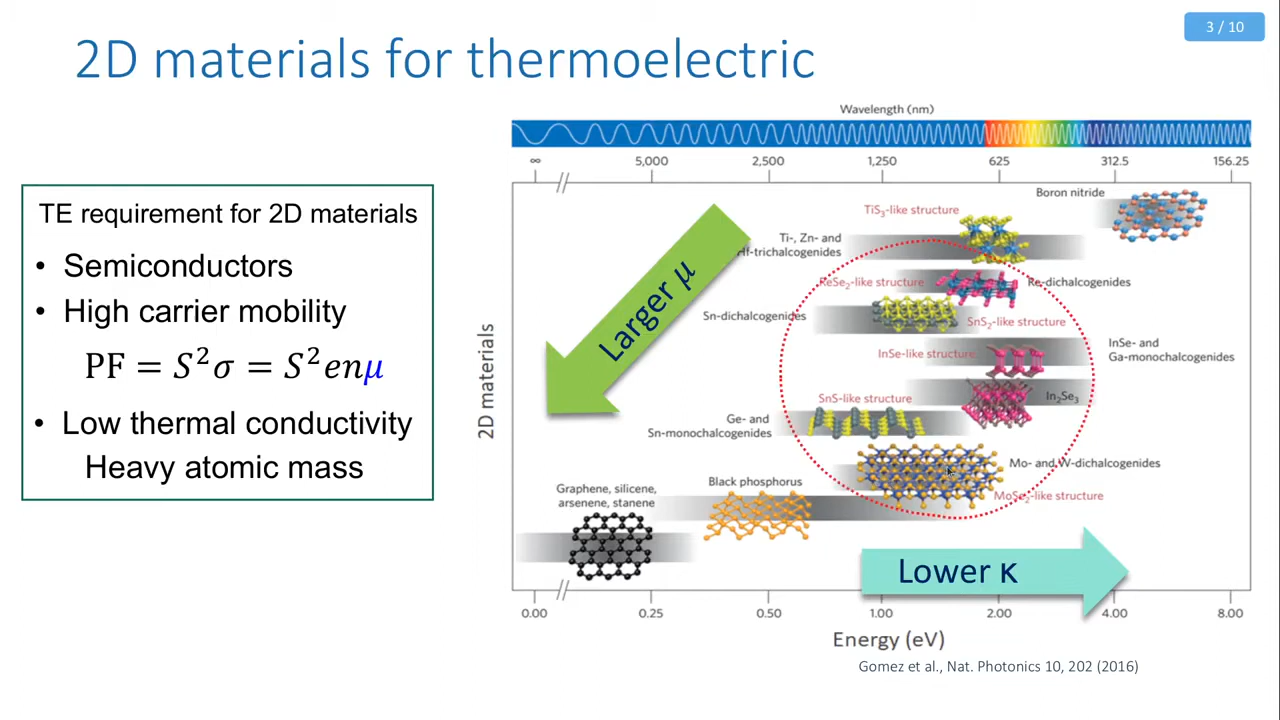 3 / 10
2D materials for thermoelectric
TE requirement for 2D materials
• Semiconductors
• High carrier mobility
PF = S²σ = S²enμ
• Low thermal conductivity
Heavy atomic mass
Wavelength (nm)
∞ 5,000 2,500 1,250 625 312.5 156.25
2D materials
Larger μ
Boron nitride
TiS₃-like structure
Ti-, Zn- and
Hf-trichalcogenides
ReSe₂-like structure
Re-dichalcogenides
Sn-dichalcogenides
SnS₂-like structure
InSe-like structure
InSe- and
Ga-monochalcogenides
In₂Se₃
SnS-like structure
Ge- and
Sn-monochalcogenides
Mo- and W-dichalcogenides
MoSe₂-like structure
Black phosphorus
Graphene, silicene,
arsenene, stanene
Lower κ
0.00 0.25 0.50 1.00 2.00 4.00 8.00
Energy (eV)
Gomez et al., Nat. Photonics 10, 202 (2016)